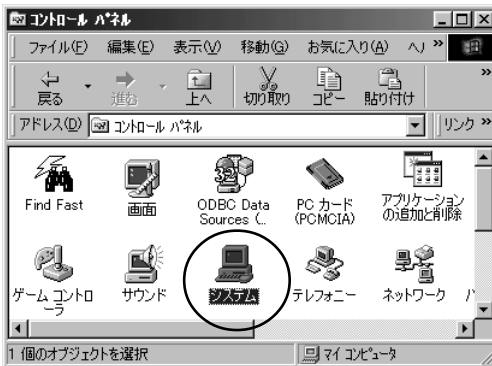 コントロール パネル
ファイル(F) 編集(E) 表示(V) 移動(G) お気に入り(A) ヘル »
戻る 進む 上へ 切り取り コピー 貼り付け »
アドレス(D) コントロール パネル リンク »
Find Fast 画面 ODBC Data PC カード アプリケーション
Sources (... (PCMCIA) の追加と削除
32
ゲーム コントロ サウンド システム テレフォニー ネットワーク
ーラ
1 個のオブジェクトを選択 マイ コンピュータ